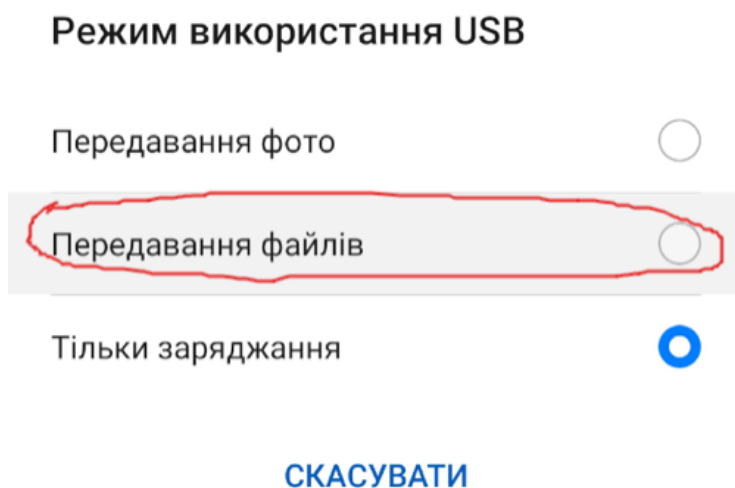 Режим використання USB
Передавання фото
Передавання файлів
Тільки заряджання
СКАСУВАТИ